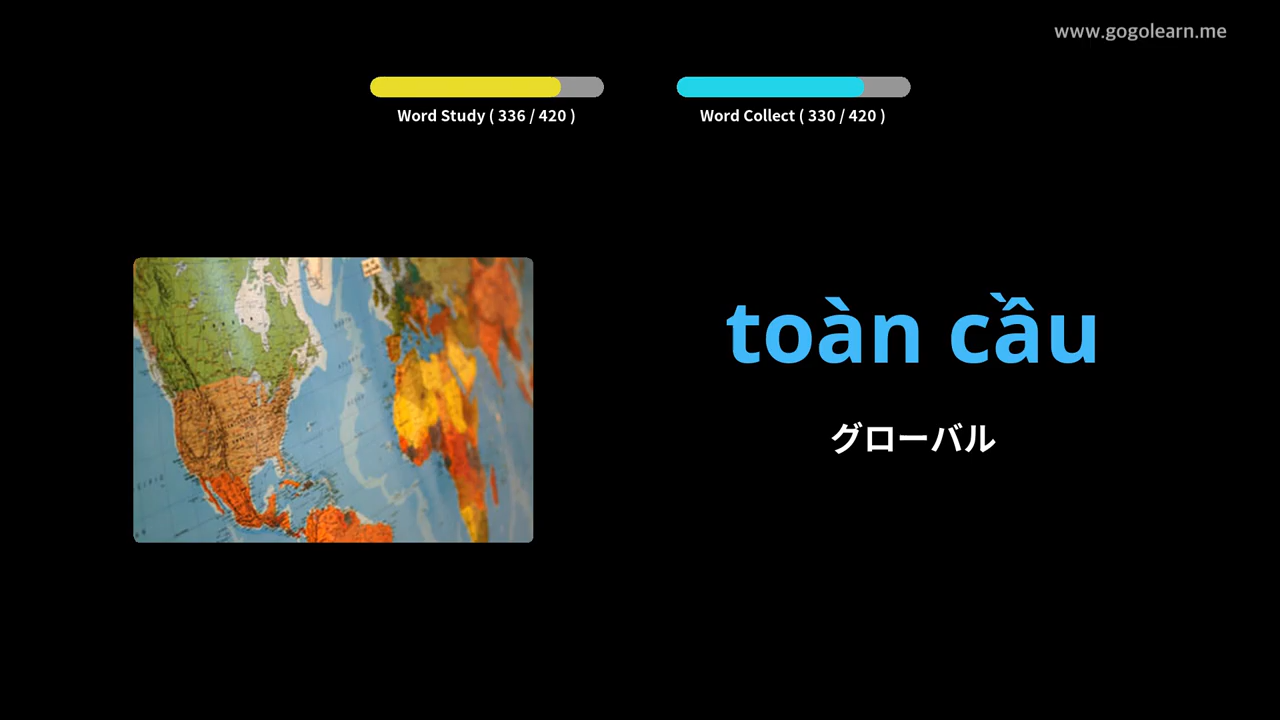 www.gogolearn.me
Word Study ( 336 / 420 )
Word Collect ( 330 / 420 )
toàn cầu
グローバル